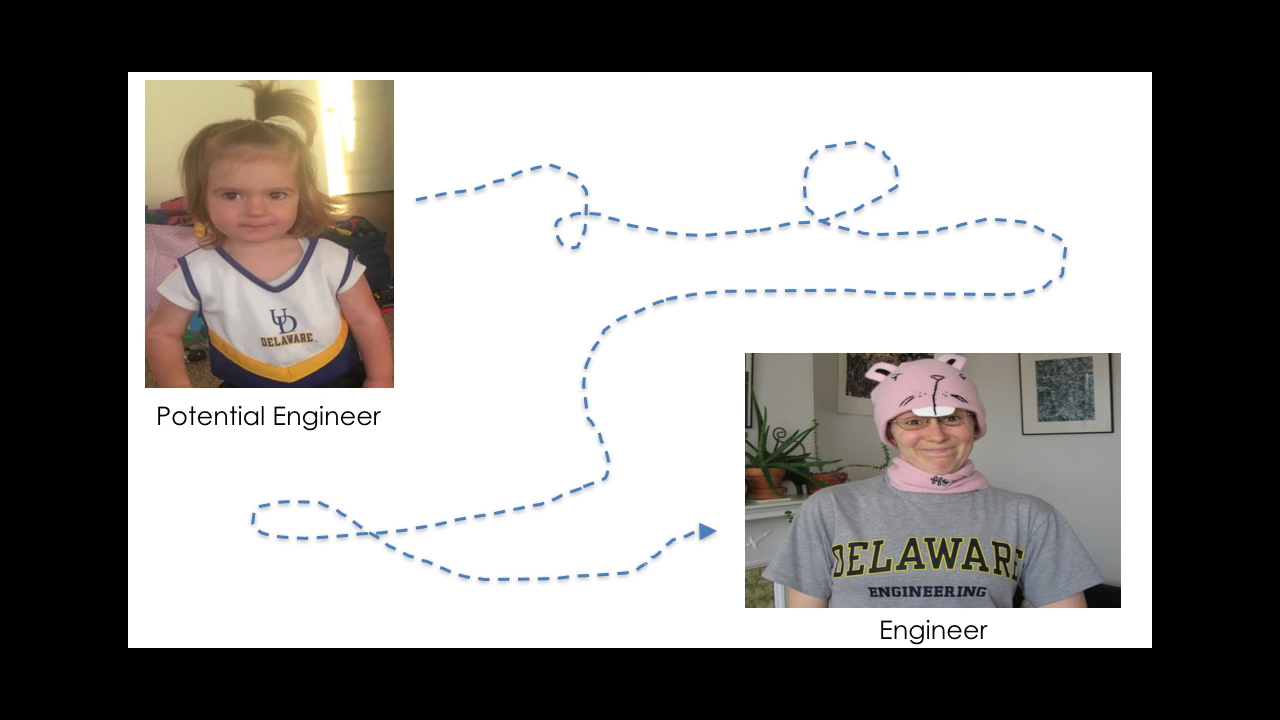 UD
DELAWARE
Potential Engineer
DELAWARE
ENGINEERING
Engineer